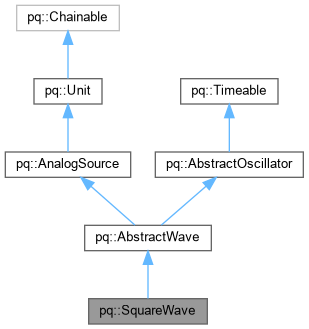 pq::Chainable
pq::Unit
pq::Timeable
pq::AnalogSource
pq::AbstractOscillator
pq::AbstractWave
pq::SquareWave